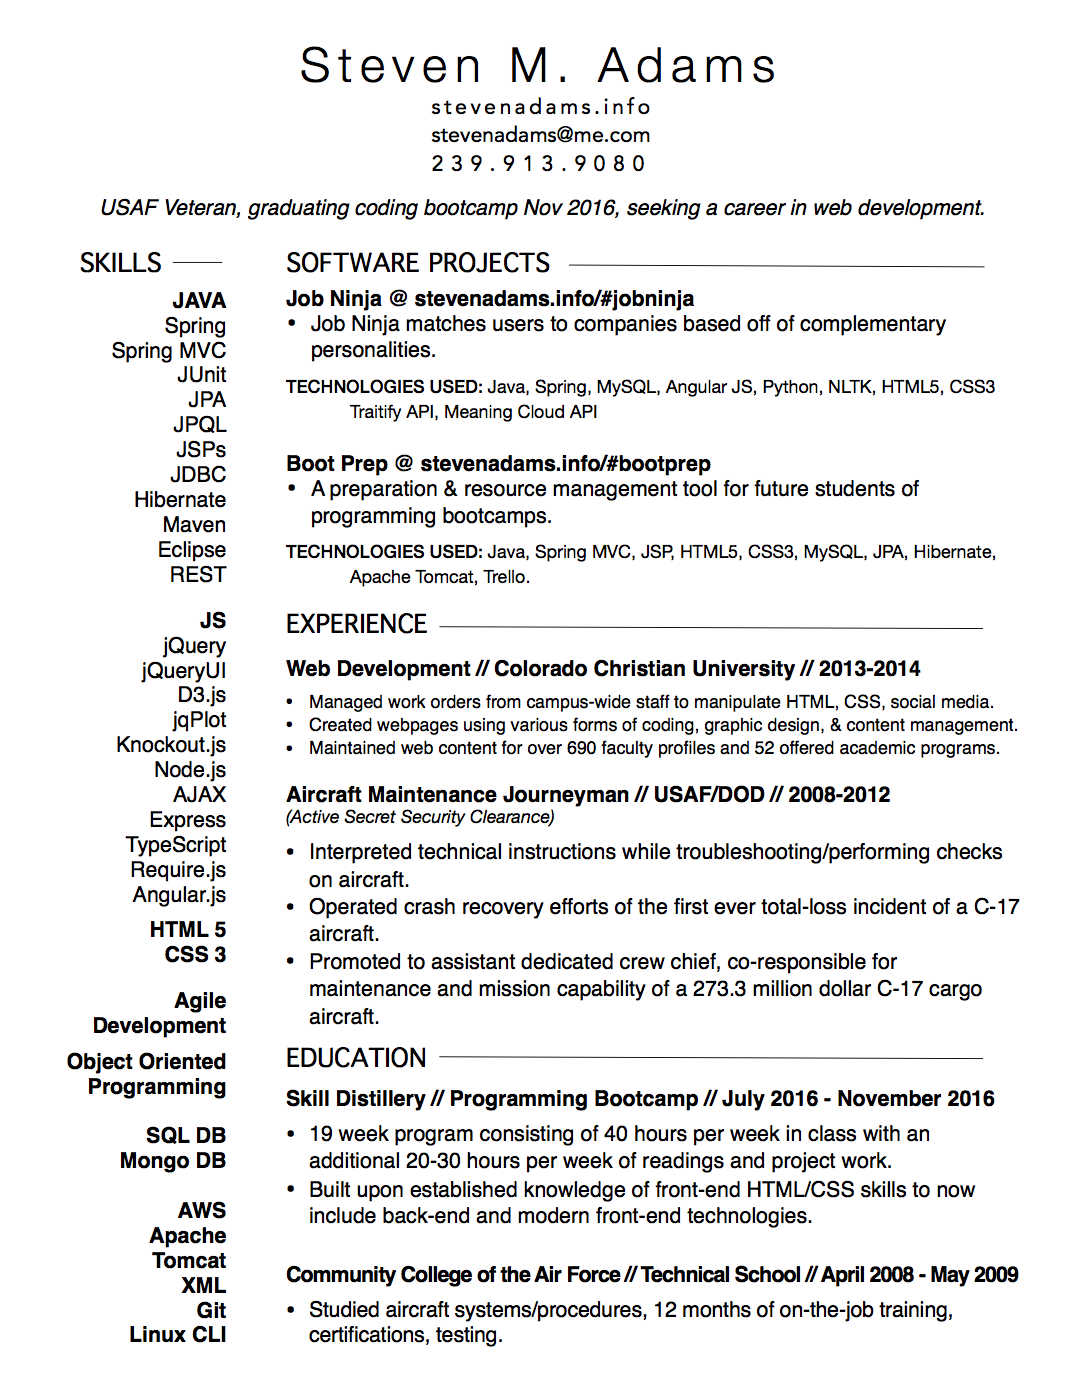 Steven M. Adams
stevenadams.info
stevenadams@me.com
239.913.9080
USAF Veteran, graduating coding bootcamp Nov 2016, seeking a career in web development.
SKILLS
JAVA
Spring
Spring MVC
JUnit
JPA
JPQL
JSPs
JDBC
Hibernate
Maven
Eclipse
REST
JS
jQuery
jQueryUI
D3.js
jqPlot
Knockout.js
Node.js
AJAX
Express
TypeScript
Require.js
Angular.js
HTML 5
CSS 3
Agile
Development
Object Oriented
Programming
SQL DB
Mongo DB
AWS
Apache
Tomcat
XML
Git
Linux CLI
SOFTWARE PROJECTS
Job Ninja @ stevenadams.info/#jobninja
• Job Ninja matches users to companies based off of complementary
personalities.
TECHNOLOGIES USED: Java, Spring, MySQL, Angular JS, Python, NLTK, HTML5, CSS3
Traitify API, Meaning Cloud API
Boot Prep @ stevenadams.info/#bootprep
• A preparation & resource management tool for future students of
programming bootcamps.
TECHNOLOGIES USED: Java, Spring MVC, JSP, HTML5, CSS3, MySQL, JPA, Hibernate,
Apache Tomcat, Trello.
EXPERIENCE
Web Development // Colorado Christian University // 2013-2014
• Managed work orders from campus-wide staff to manipulate HTML, CSS, social media.
• Created webpages using various forms of coding, graphic design, & content management.
• Maintained web content for over 690 faculty profiles and 52 offered academic programs.
Aircraft Maintenance Journeyman // USAF/DOD // 2008-2012
(Active Secret Security Clearance)
• Interpreted technical instructions while troubleshooting/performing checks
on aircraft.
• Operated crash recovery efforts of the first ever total-loss incident of a C-17
aircraft.
• Promoted to assistant dedicated crew chief, co-responsible for
maintenance and mission capability of a 273.3 million dollar C-17 cargo
aircraft.
EDUCATION
Skill Distillery // Programming Bootcamp // July 2016 - November 2016
• 19 week program consisting of 40 hours per week in class with an
additional 20-30 hours per week of readings and project work.
• Built upon established knowledge of front-end HTML/CSS skills to now
include back-end and modern front-end technologies.
Community College of the Air Force // Technical School // April 2008 - May 2009
• Studied aircraft systems/procedures, 12 months of on-the-job training,
certifications, testing.